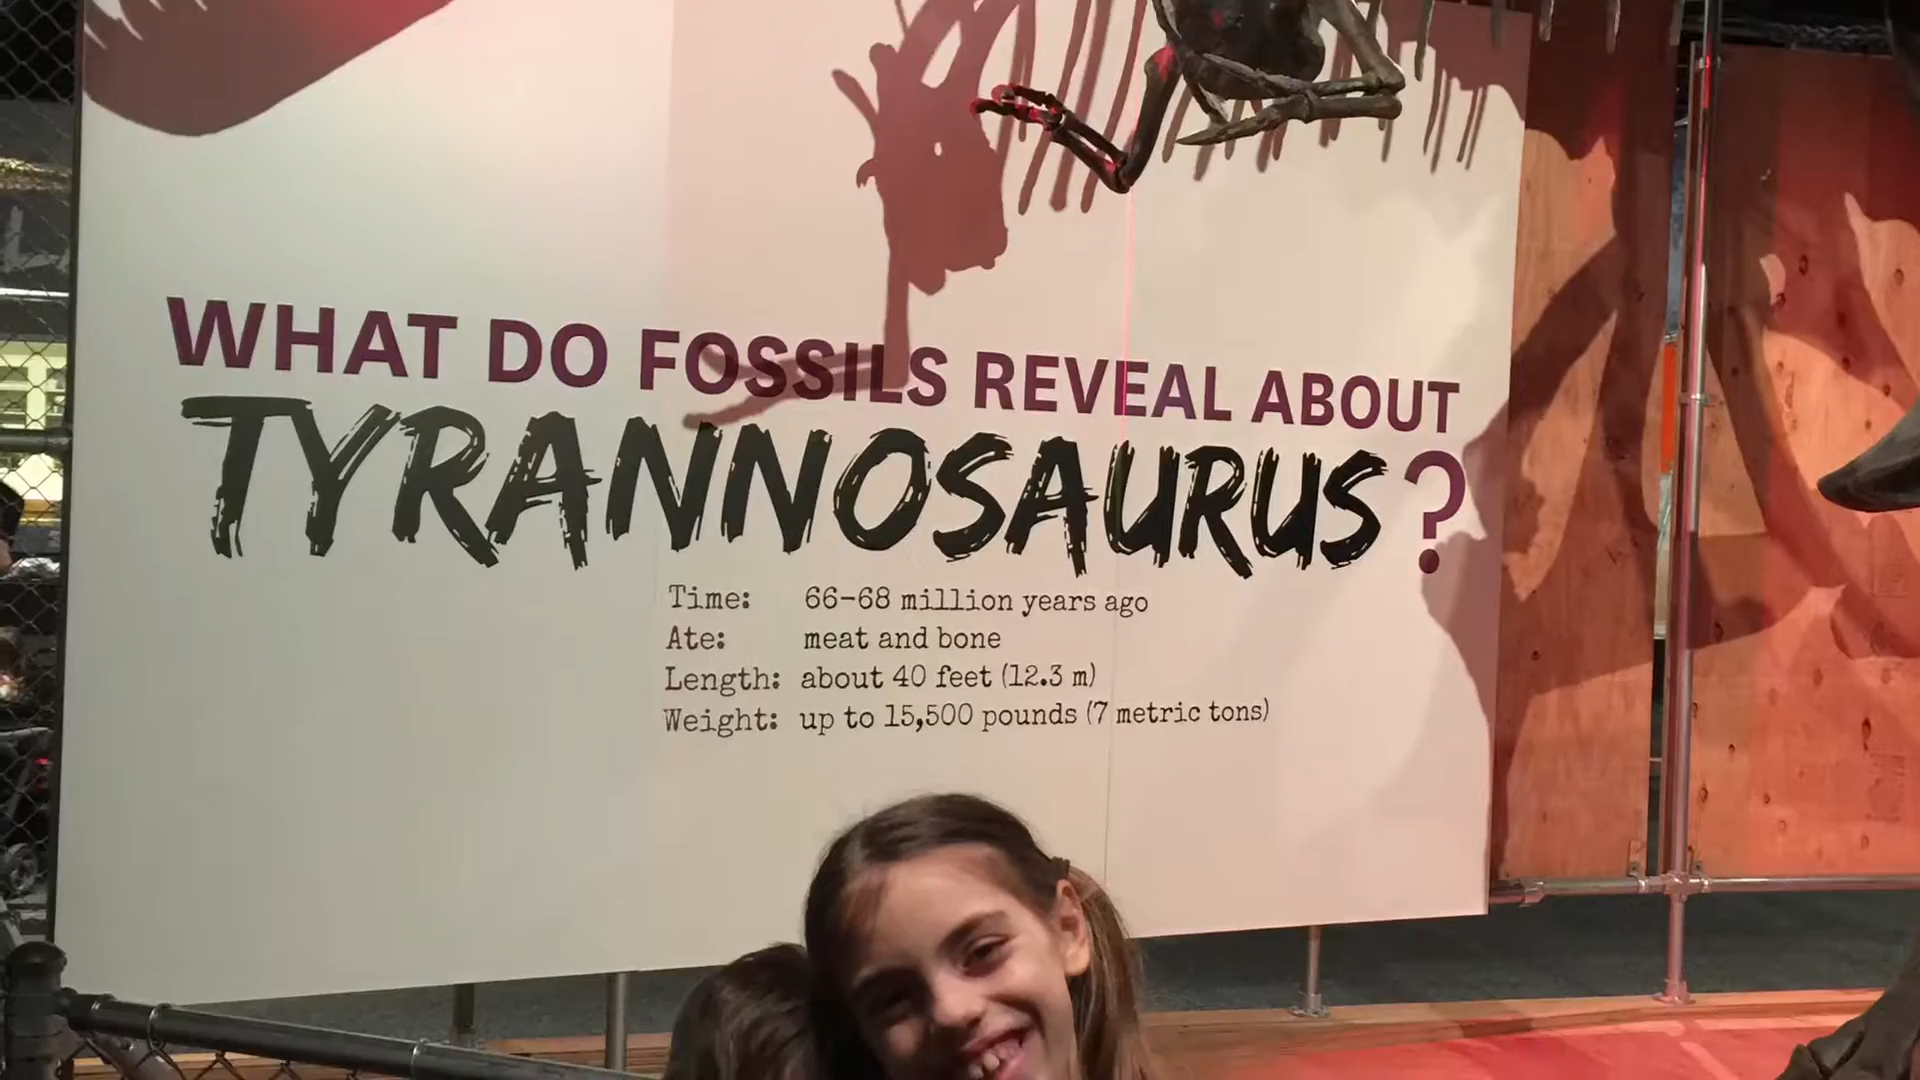 WHAT DO FOSSILS REVEAL ABOUT
TYRANNOSAURUS?
Time: 66-68 million years ago
Ate: meat and bone
Length: about 40 feet (12.3 m)
Weight: up to 15,500 pounds (7 metric tons)